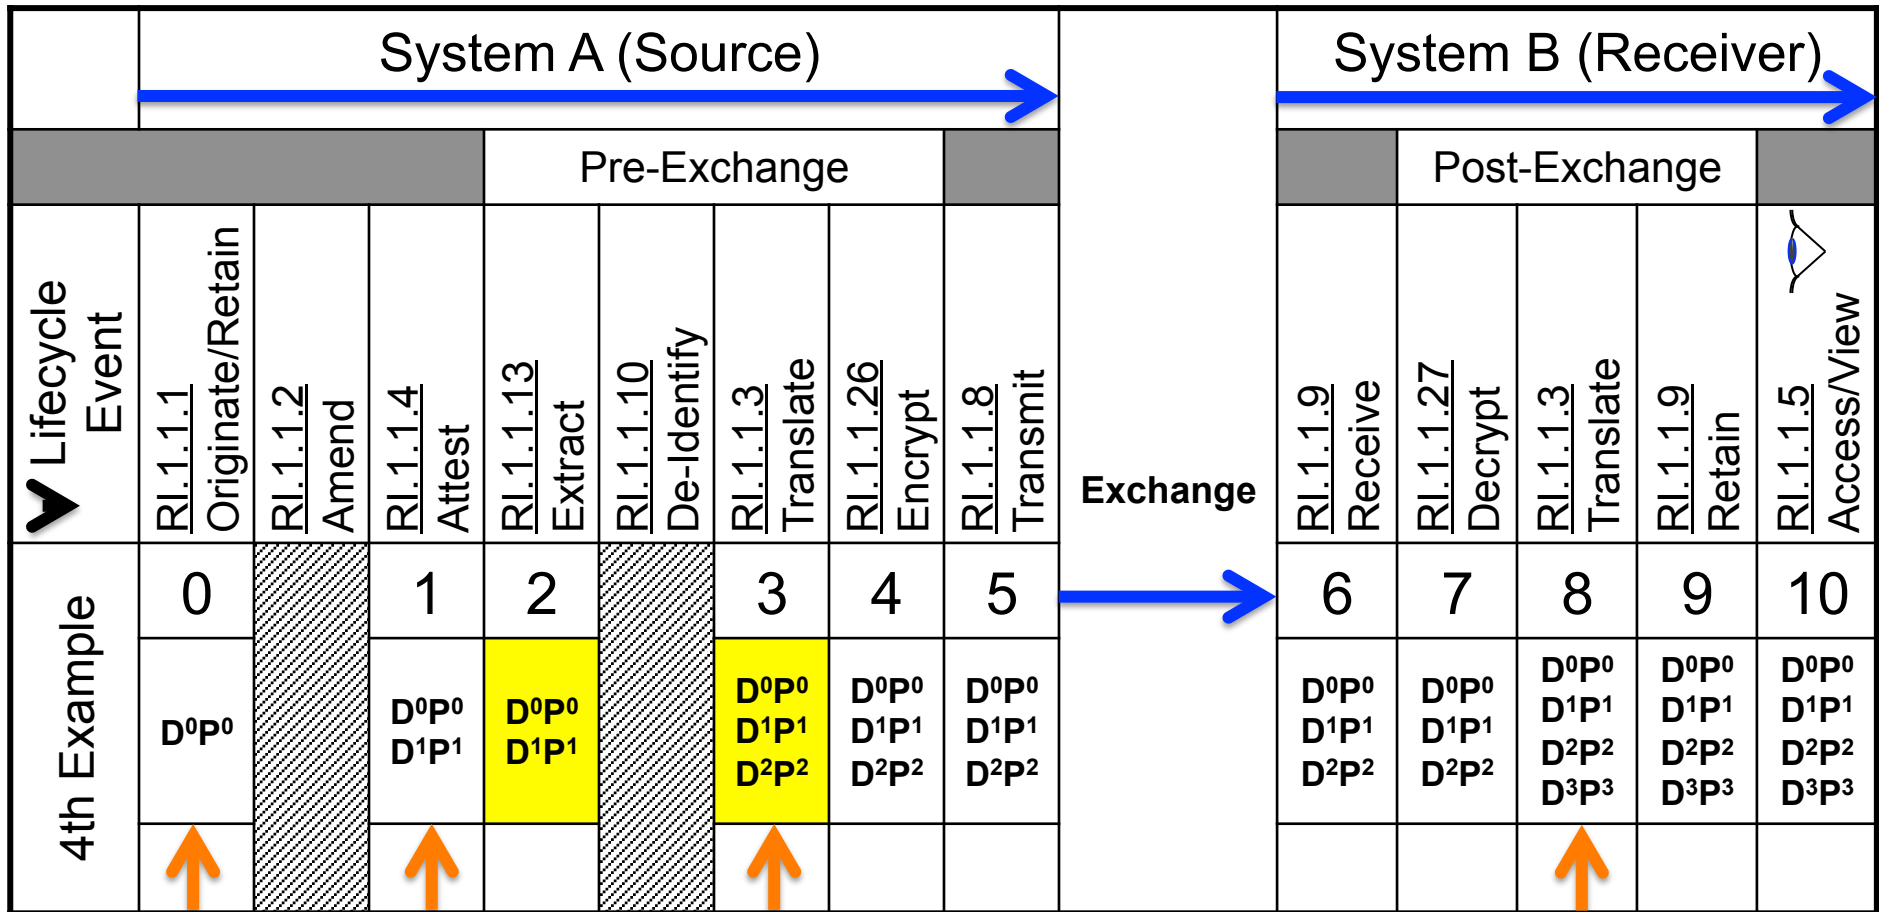 System A (Source)
System B (Receiver)
Pre-Exchange
Post-Exchange
Lifecycle
Event
RI.1.1.1
Originate/Retain
RI.1.1.2
Amend
RI.1.1.4
Attest
RI.1.1.13
Extract
RI.1.1.10
De-Identify
RI.1.1.3
Translate
RI.1.1.26
Encrypt
RI.1.1.8
Transmit
Exchange
RI.1.1.9
Receive
RI.1.1.27
Decrypt
RI.1.1.3
Translate
RI.1.1.9
Retain
RI.1.1.5
Access/View
4th Example
0
1
2
3
4
5
6
7
8
9
10
D⁰P⁰
D⁰P⁰
D¹P¹
D⁰P⁰
D¹P¹
D⁰P⁰
D¹P¹
D²P²
D⁰P⁰
D¹P¹
D²P²
D⁰P⁰
D¹P¹
D²P²
D⁰P⁰
D¹P¹
D²P²
D⁰P⁰
D¹P¹
D²P²
D⁰P⁰
D¹P¹
D²P²
D³P³
D⁰P⁰
D¹P¹
D²P²
D³P³
D⁰P⁰
D¹P¹
D²P²
D³P³